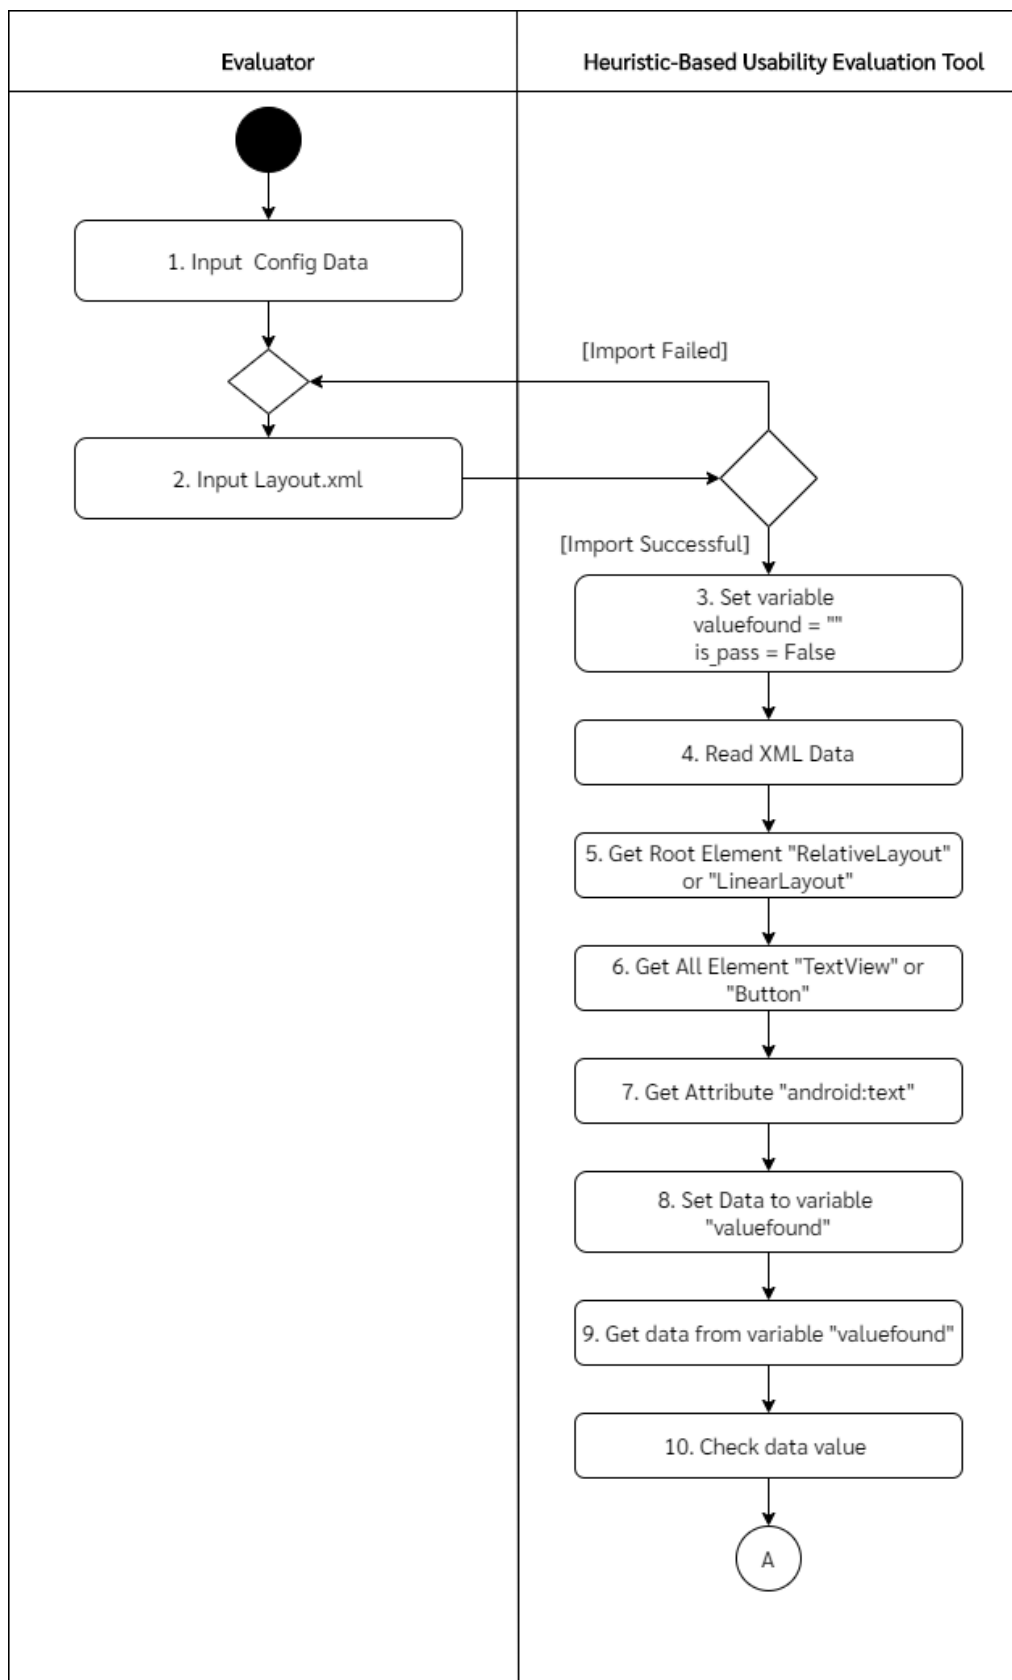 Evaluator
Heuristic-Based Usability Evaluation Tool
1. Input  Config Data
[Import Failed]
2. Input Layout.xml
[Import Successful]
3. Set variable
valuefound = ""
is_pass = False
4. Read XML Data
5. Get Root Element "RelativeLayout"
or "LinearLayout"
6. Get All Element "TextView" or
"Button"
7. Get Attribute "android:text"
8. Set Data to variable
"valuefound"
9. Get data from variable "valuefound"
10. Check data value
A